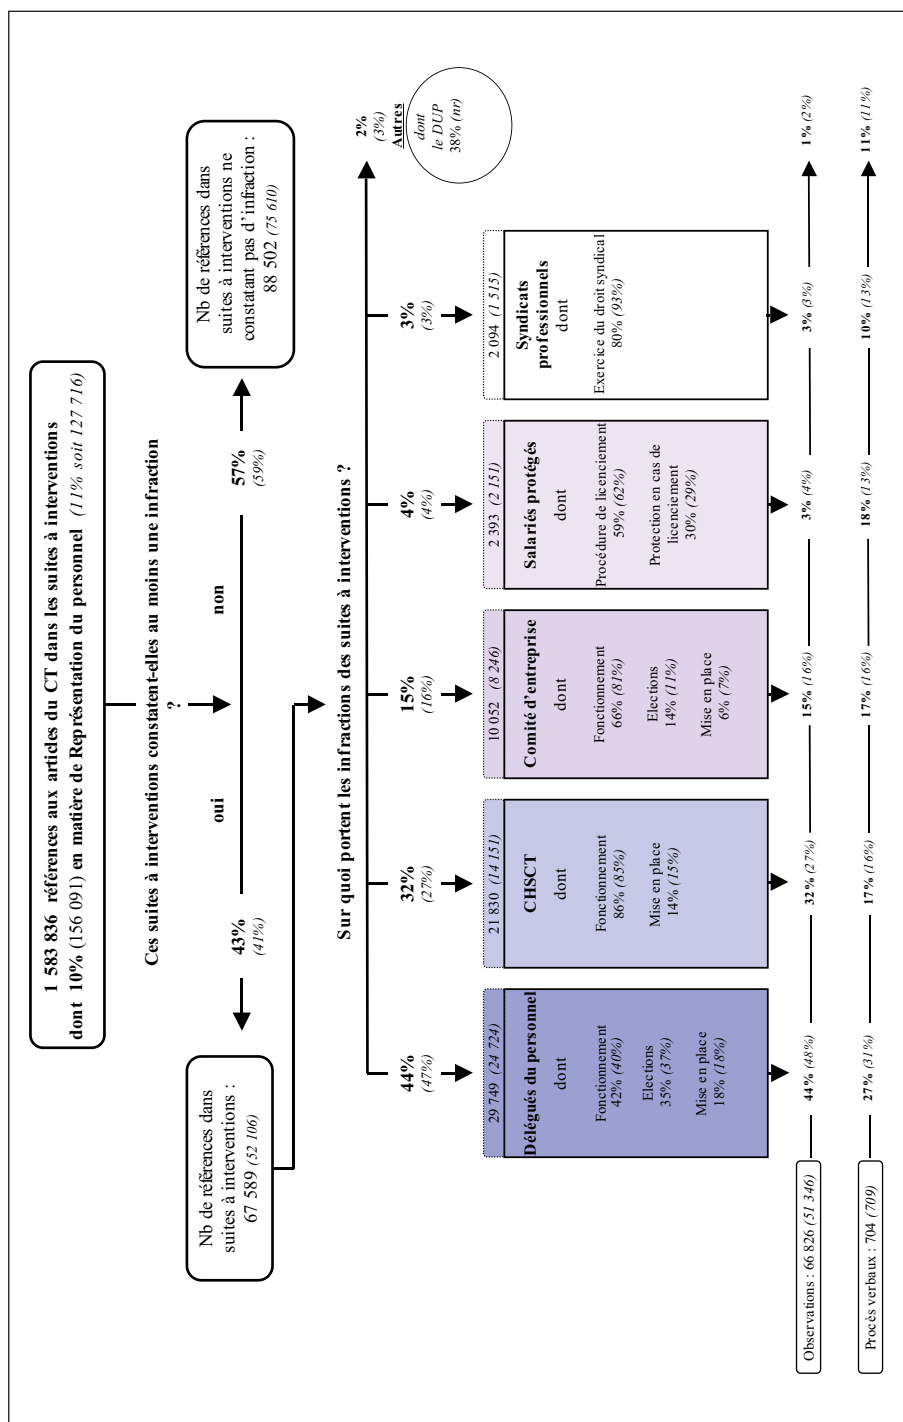 1 583 836 références aux articles du CT dans les suites à interventions
dont 10% (156 091) en matière de Représentation du personnel (11% soit 127 716)
Ces suites à interventions constatent-elles au moins une infraction
?
oui
non
43%
(41%)
57%
(59%)
Nb de références dans
suites à interventions :
67 589 (52 106)
Nb de références dans
suites à interventions ne
constatant pas d'infraction :
88 502 (75 610)
Sur quoi portent les infractions des suites à interventions ?
44%
(47%)
32%
(27%)
15%
(16%)
4%
(4%)
3%
(3%)
2%
(3%)
Autres
dont
le DUP
38% (nr)
29 749 (24 724)
Délégués du personnel
dont
Fonctionnement
42% (40%)
Elections
35% (37%)
Mise en place
18% (18%)
21 830 (14 151)
CHSCT
dont
Fonctionnement
86% (85%)
Mise en place
14% (15%)
10 052 (8 246)
Comité d'entreprise
dont
Fonctionnement
66% (81%)
Elections
14% (11%)
Mise en place
6% (7%)
2 393 (2 151)
Salariés protégés
dont
Procédure de licenciement
59% (62%)
Protection en cas de
licenciement
30% (29%)
2 094 (1 515)
Syndicats
professionnels
dont
Exercice du droit syndical
80% (93%)
Observations : 66 826 (51 346)
44% (48%)
32% (27%)
15% (16%)
3% (4%)
3% (3%)
1% (2%)
Procès verbaux : 704 (709)
27% (31%)
17% (16%)
17% (16%)
18% (13%)
10% (13%)
11% (11%)